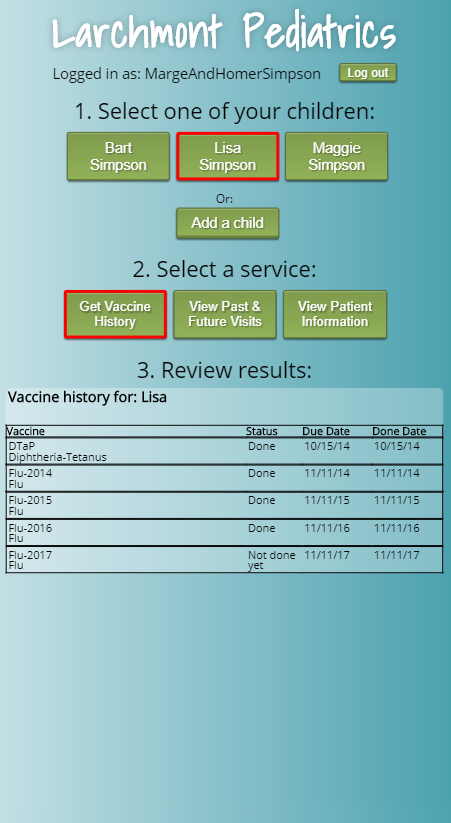 Larchmont Pediatrics
Logged in as: MargeAndHomerSimpson Log out
1. Select one of your children:
Bart Simpson
Lisa Simpson
Maggie Simpson
Or:
Add a child
2. Select a service:
Get Vaccine History
View Past & Future Visits
View Patient Information
3. Review results:
Vaccine history for: Lisa
Vaccine Status Due Date Done Date
DTaP Done 10/15/14 10/15/14
Diphtheria-Tetanus
Flu-2014 Done 11/11/14 11/11/14
Flu
Flu-2015 Done 11/11/15 11/11/15
Flu
Flu-2016 Done 11/11/16 11/11/16
Flu
Flu-2017 Not done 11/11/17 11/11/17
Flu yet